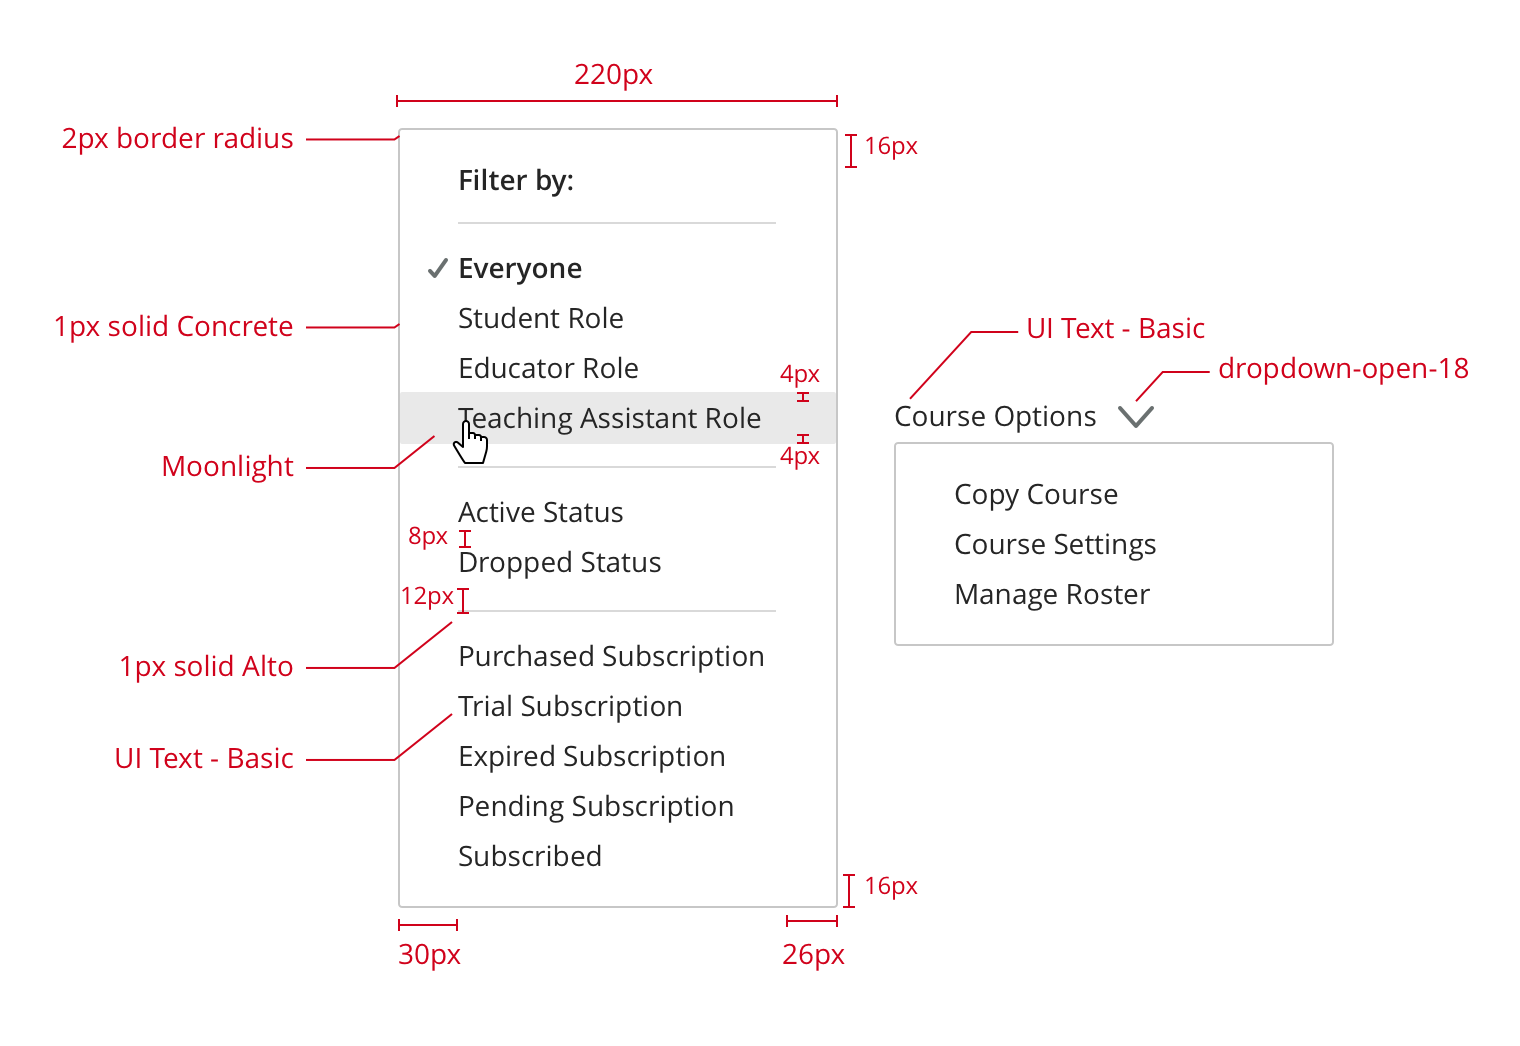 220px
2px border radius
16px
Filter by:
Everyone
Student Role
1px solid Concrete
UI Text - Basic
Educator Role
4px
dropdown-open-18
Teaching Assistant Role
Course Options
4px
Moonlight
Copy Course
Active Status
8px
Course Settings
Dropped Status
12px
Manage Roster
Purchased Subscription
1px solid Alto
Trial Subscription
UI Text - Basic
Expired Subscription
Pending Subscription
Subscribed
16px
30px
26px